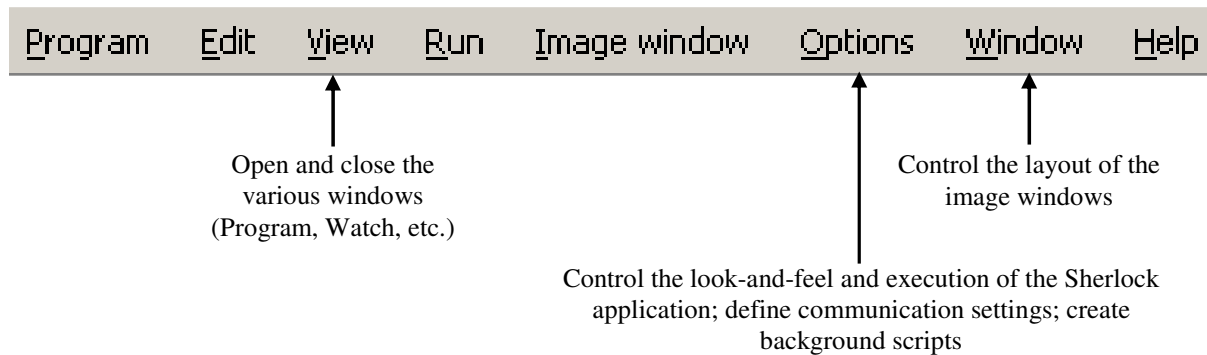 Program Edit View Run Image window Options Window Help
Open and close the
various windows
(Program, Watch, etc.)
Control the layout of the
image windows
Control the look-and-feel and execution of the Sherlock
application; define communication settings; create
background scripts